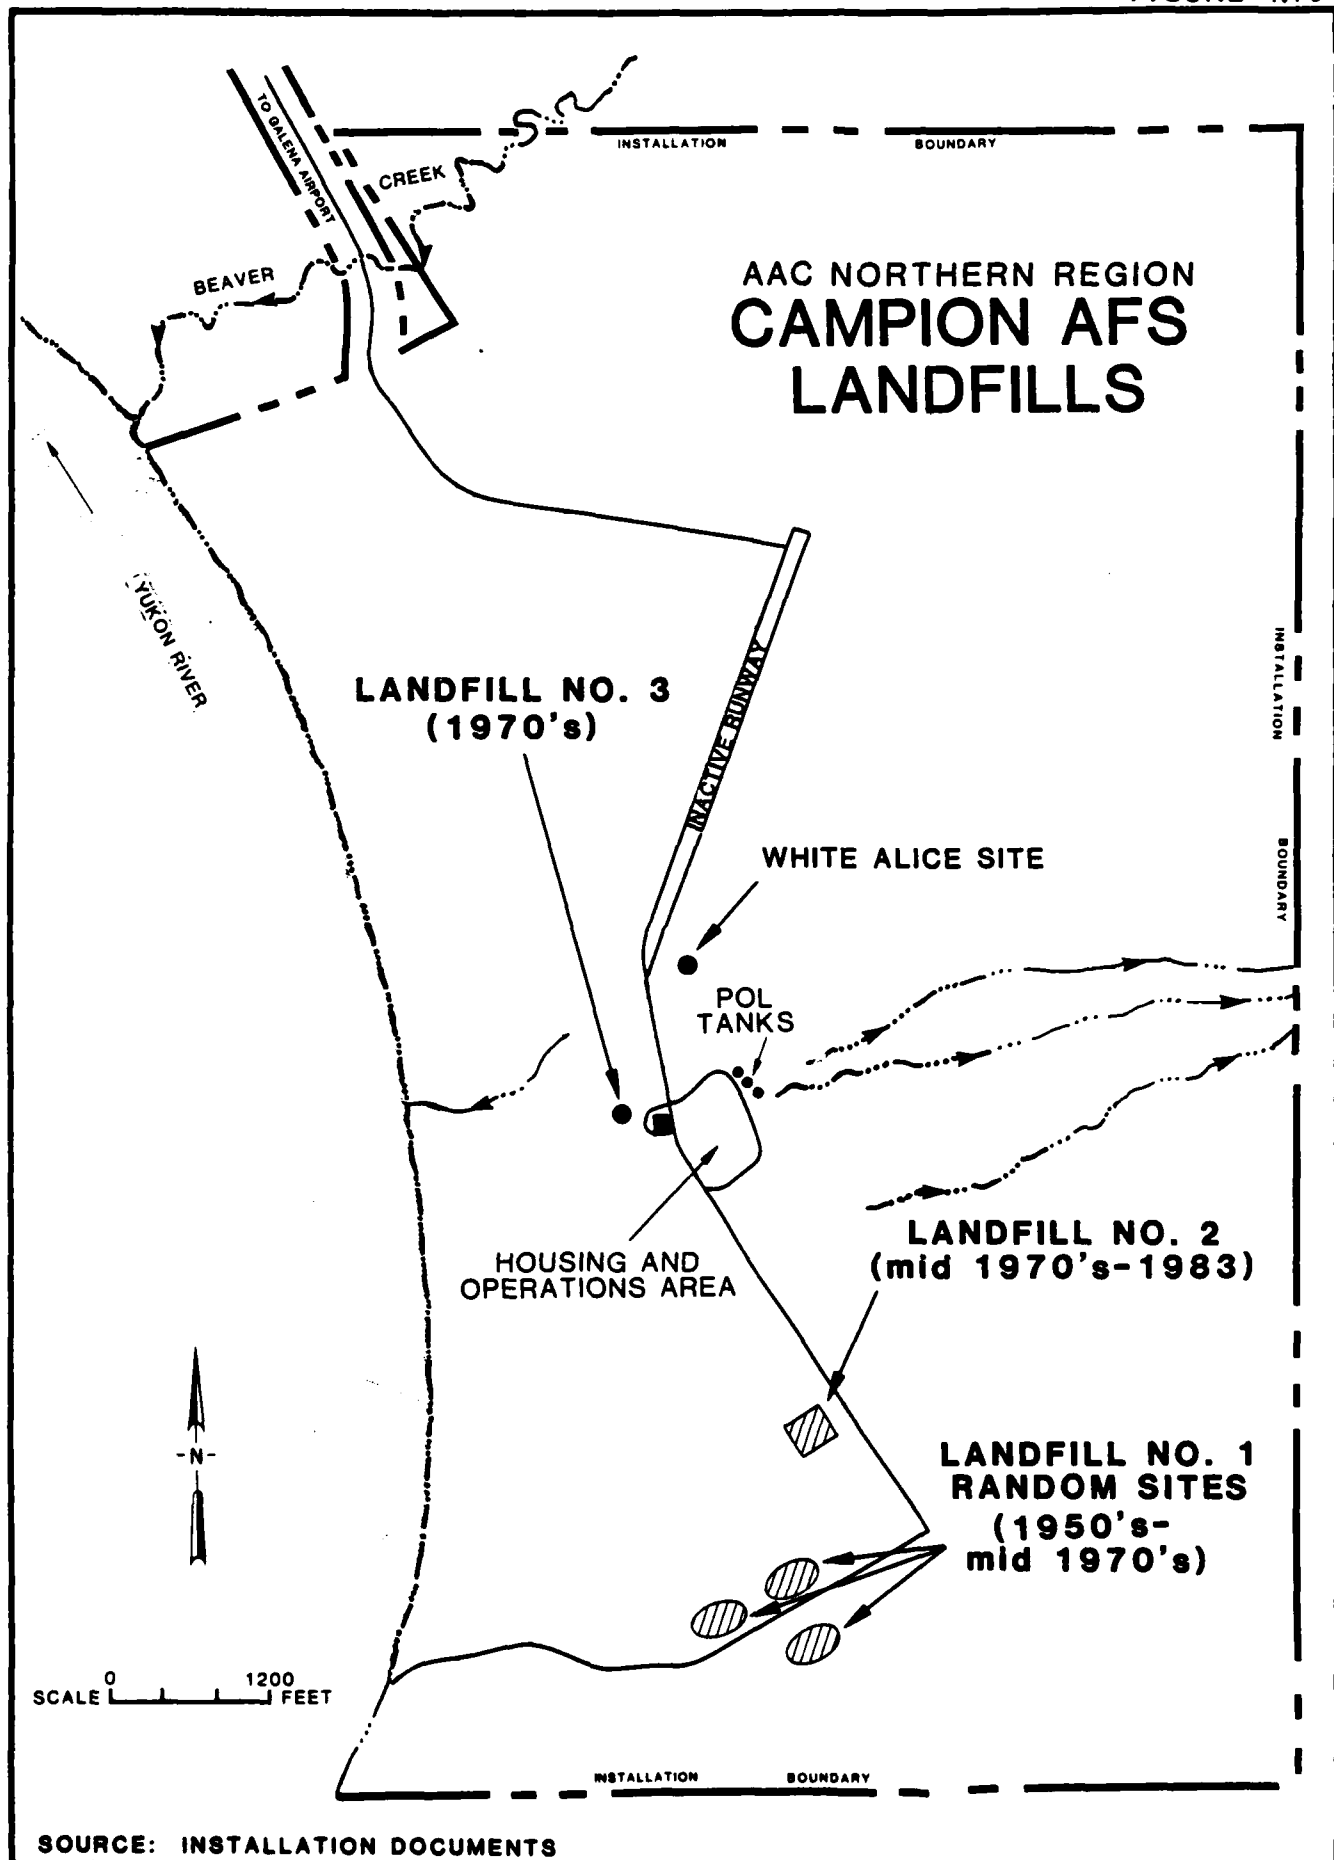 TO GALENA AIRPORT
CREEK
INSTALLATION BOUNDARY
BEAVER
AAC NORTHERN REGION
CAMPION AFS
LANDFILLS
YUKON RIVER
INSTALLATION
BOUNDARY
LANDFILL NO. 3
(1970's)
INACTIVE RUNWAY
WHITE ALICE SITE
POL
TANKS
HOUSING AND
OPERATIONS AREA
LANDFILL NO. 2
(mid 1970's-1983)
-N-
LANDFILL NO. 1
RANDOM SITES
(1950's-
mid 1970's)
0 1200
SCALE FEET
INSTALLATION BOUNDARY
SOURCE: INSTALLATION DOCUMENTS